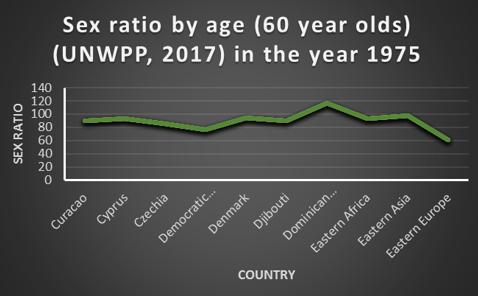 Sex ratio by age (60 year olds)
(UNWPP, 2017) in the year 1975
140
120
100
80
60
40
20
0
SEX RATIO
Curacao
Cyprus
Czechia
Democratic...
Denmark
Djibouti
Dominican...
Eastern Africa
Eastern Asia
Eastern Europe
COUNTRY